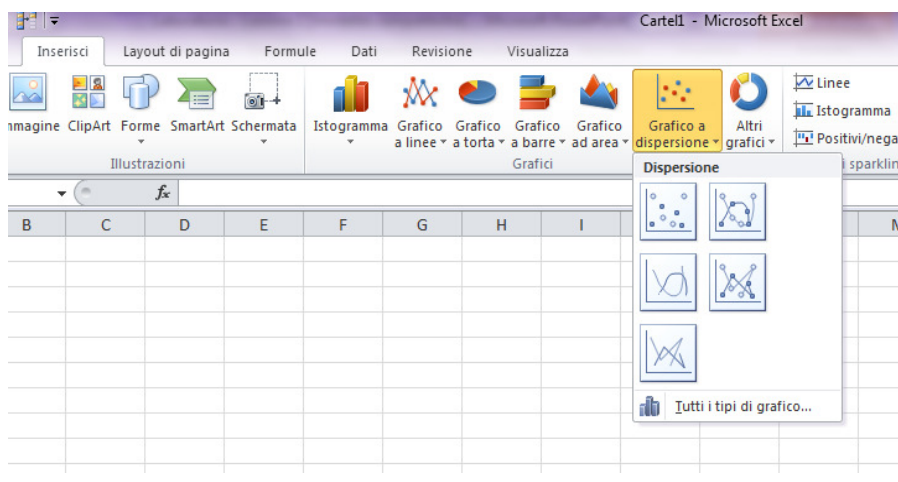 Cartel1 - Microsoft Excel
Inserisci Layout di pagina Formule Dati Revisione Visualizza
mmagine ClipArt Forme SmartArt Schermata Istogramma Grafico a linee Grafico a torta Grafico a barre Grafico ad area Grafico a dispersione Altri grafici
Linee
Istogramma
Positivi/nega
Illustrazioni Grafici i sparklin
Dispersione
fx
B C D E F G H I
Tutti i tipi di grafico...